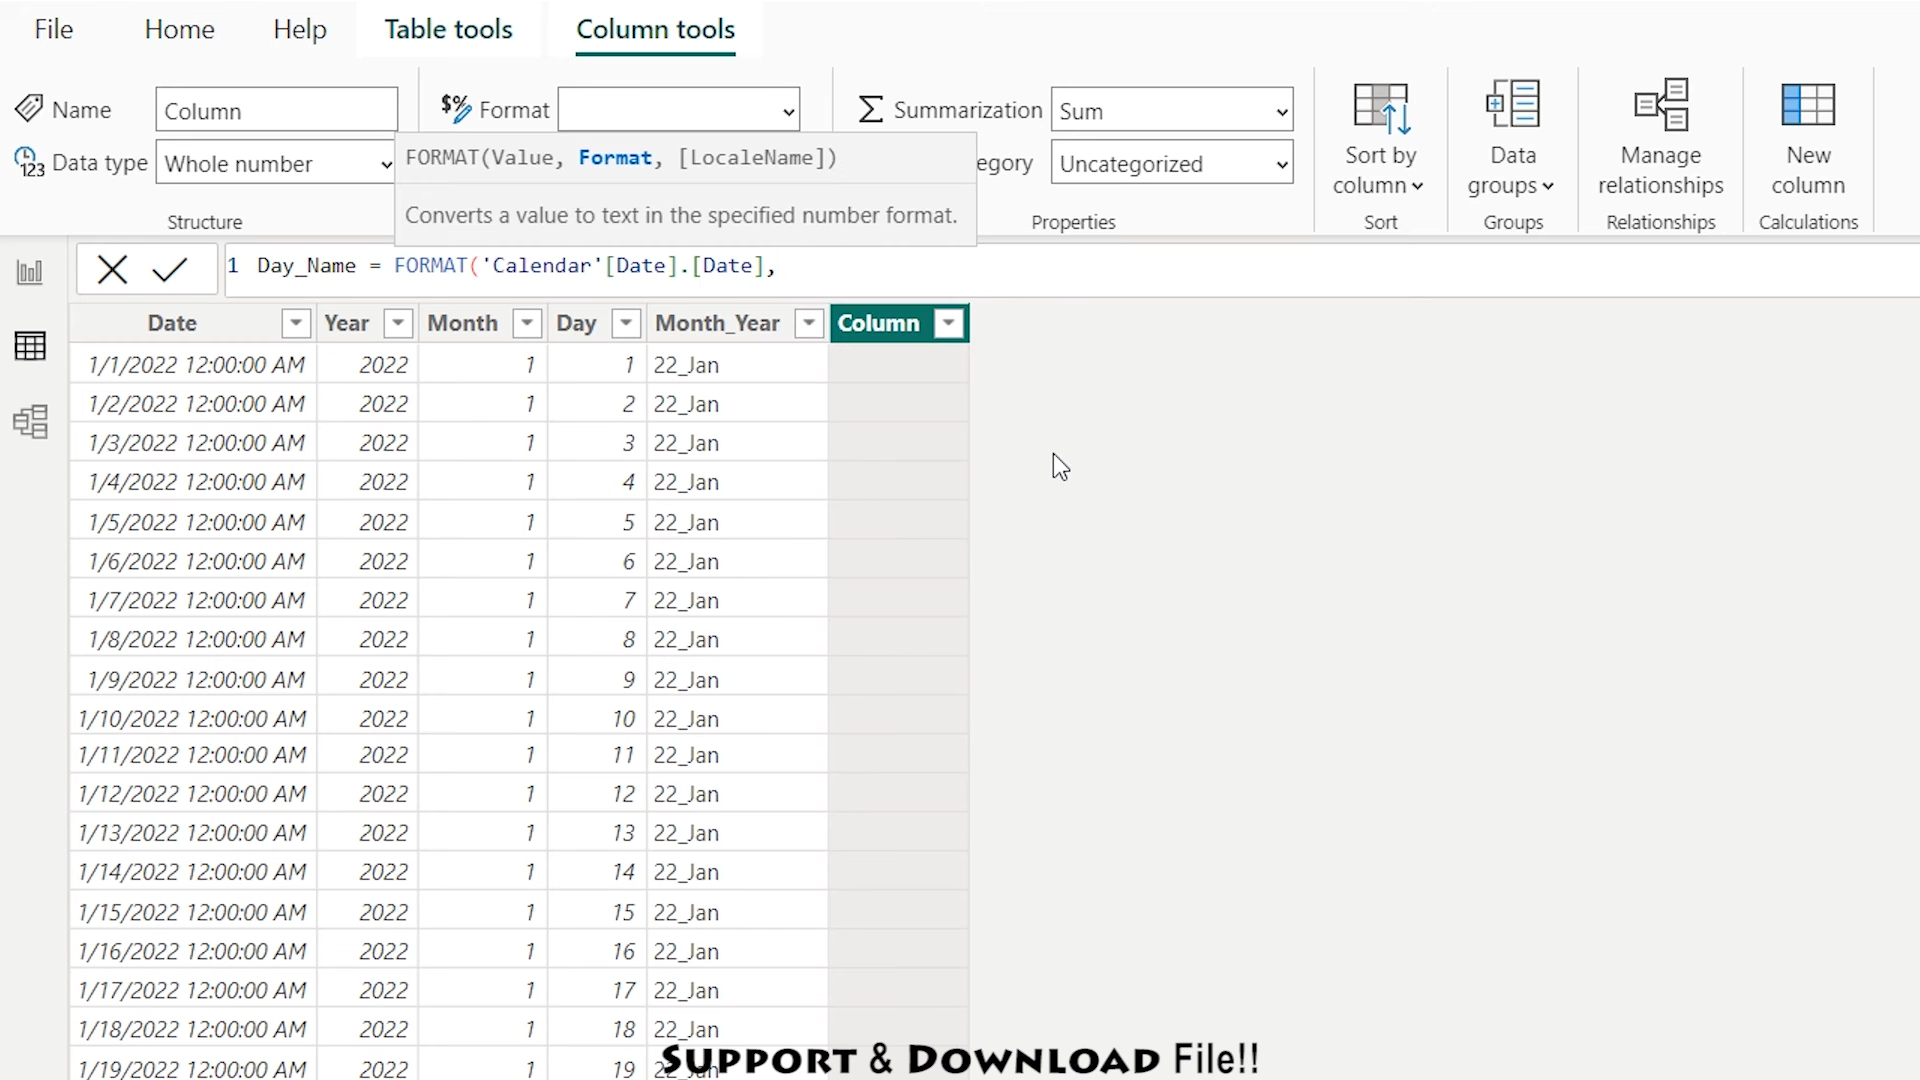 File Home Help Table tools Column tools
Name Column $% Format Σ Summarization Sum
123 Data type Whole number egory Uncategorized
FORMAT(Value, Format, [LocaleName])
Converts a value to text in the specified number format.
Sort by column
Data groups
Manage relationships
New column
Structure Properties Sort Groups Relationships Calculations
1 Day_Name = FORMAT('Calendar'[Date].[Date],
Date Year Month Day Month_Year Column
1/1/2022 12:00:00 AM 2022 1 1 22_Jan
1/2/2022 12:00:00 AM 2022 1 2 22_Jan
1/3/2022 12:00:00 AM 2022 1 3 22_Jan
1/4/2022 12:00:00 AM 2022 1 4 22_Jan
1/5/2022 12:00:00 AM 2022 1 5 22_Jan
1/6/2022 12:00:00 AM 2022 1 6 22_Jan
1/7/2022 12:00:00 AM 2022 1 7 22_Jan
1/8/2022 12:00:00 AM 2022 1 8 22_Jan
1/9/2022 12:00:00 AM 2022 1 9 22_Jan
1/10/2022 12:00:00 AM 2022 1 10 22_Jan
1/11/2022 12:00:00 AM 2022 1 11 22_Jan
1/12/2022 12:00:00 AM 2022 1 12 22_Jan
1/13/2022 12:00:00 AM 2022 1 13 22_Jan
1/14/2022 12:00:00 AM 2022 1 14 22_Jan
1/15/2022 12:00:00 AM 2022 1 15 22_Jan
1/16/2022 12:00:00 AM 2022 1 16 22_Jan
1/17/2022 12:00:00 AM 2022 1 17 22_Jan
1/18/2022 12:00:00 AM 2022 1 18 22_Jan
1/19/2022 12:00:00 AM 2022 1 19
Support & Download File!!